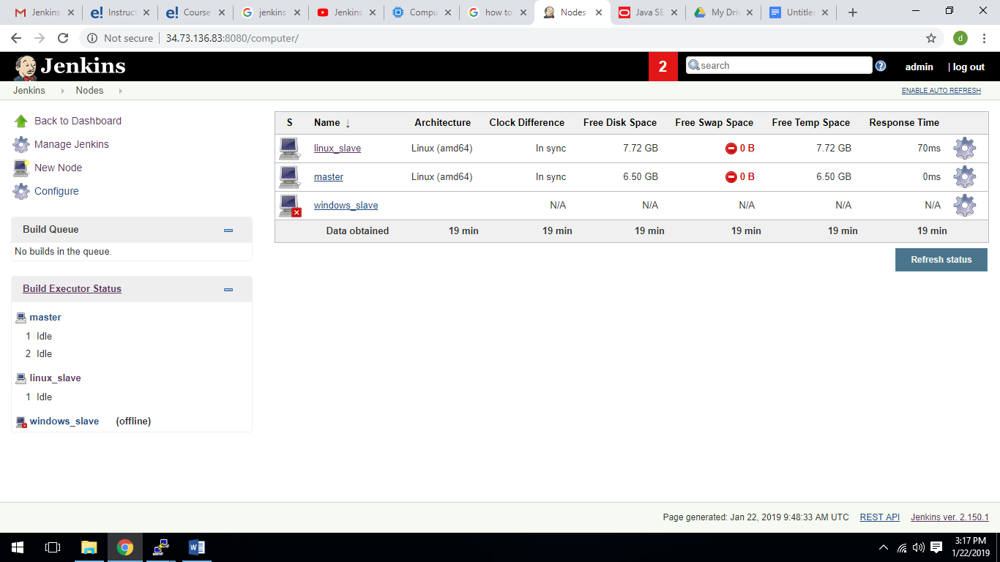 Jenkins Instruct Course jenkins Jenkins Compu how to Nodes Java SE My Driv Untitled
Not secure 34.73.136.83:8080/computer/ d
Jenkins 2 search admin | log out
Jenkins Nodes ENABLE AUTO REFRESH
Back to Dashboard
Manage Jenkins
New Node
Configure
Build Queue
No builds in the queue.
Build Executor Status
master
1 Idle
2 Idle
linux_slave
1 Idle
windows_slave (offline)
S Name ↓ Architecture Clock Difference Free Disk Space Free Swap Space Free Temp Space Response Time
linux_slave Linux (amd64) In sync 7.72 GB 0 B 7.72 GB 70ms
master Linux (amd64) In sync 6.50 GB 0 B 6.50 GB 0ms
windows_slave N/A N/A N/A N/A N/A
Data obtained 19 min 19 min 19 min 19 min 19 min 19 min
Refresh status
Page generated: Jan 22, 2019 9:48:33 AM UTC REST API Jenkins ver. 2.150.1
3:17 PM
1/22/2019